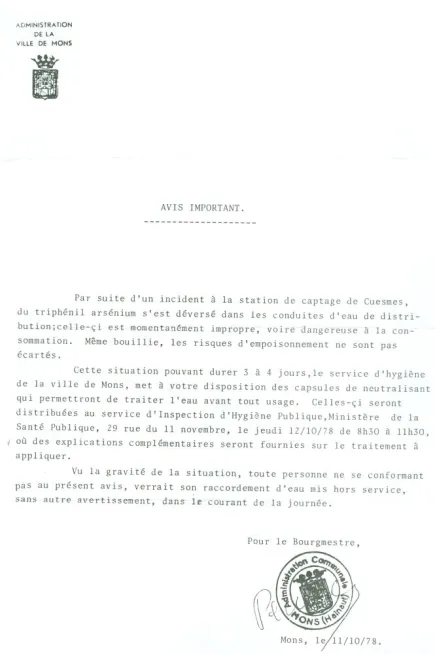 ADMINISTRATION
DE LA
VILLE DE MONS
AVIS IMPORTANT.
--------------------
Par suite d'un incident à la station de captage de Cuesmes,
du triphénil arsénium s'est déversé dans les conduites d'eau de distri-
bution;celle-çi est momentanément impropre, voire dangereuse à la con-
sommation. Même bouillie, les risques d'empoisonnement ne sont pas
écartés.
Cette situation pouvant durer 3 à 4 jours,le service d'hygiène
de la ville de Mons, met à votre disposition des capsules de neutralisant
qui permettront de traiter l'eau avant tout usage. Celles-çi seront
distribuées au service d'Inspection d'Hygiène Publique,Ministère de la
Santé Publique, 29 rue du 11 novembre, le jeudi 12/10/78 de 8h30 à 11h30,
où des explications complémentaires seront fournies sur le traitement à
appliquer.
Vu la gravité de la situation, toute personne ne se conformant
pas au présent avis, verrait son raccordement d'eau mis hors service,
sans autre avertissement, dans le courant de la journée.
Pour le Bourgmestre,
Administration Communale
MONS (Hainaut)
Mons, le 11/10/78.